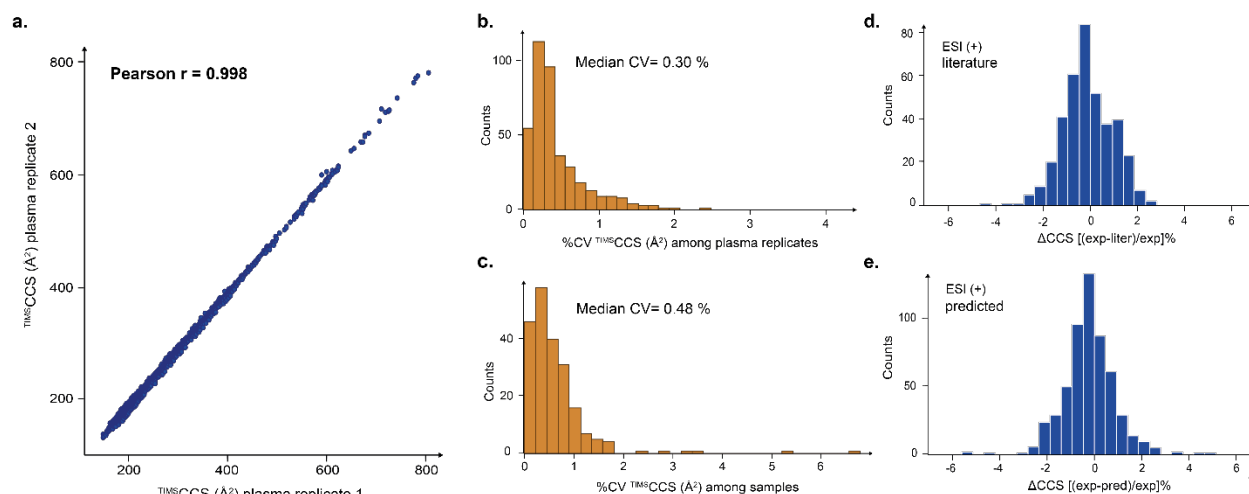 a.
Pearson r = 0.998
800
600
400
200
200 400 600 800
TIMSCCS (Å²) plasma replicate 2
TIMSCCS (Å²) plasma replicate 1
b.
Median CV= 0.30 %
100
50
0
0 1 2 3 4
Counts
%CV TIMSCCS (Å²) among plasma replicates
c.
Median CV= 0.48 %
40
20
0
0 1 2 3 4 5 6
Counts
%CV TIMSCCS (Å²) among samples
d.
ESI (+)
literature
80
60
40
20
0
-6 -4 -2 0 2 4 6
Counts
ΔCCS [(exp-liter)/exp]%
e.
ESI (+)
predicted
100
50
0
-6 -4 -2 0 2 4 6
Counts
ΔCCS [(exp-pred)/exp]%